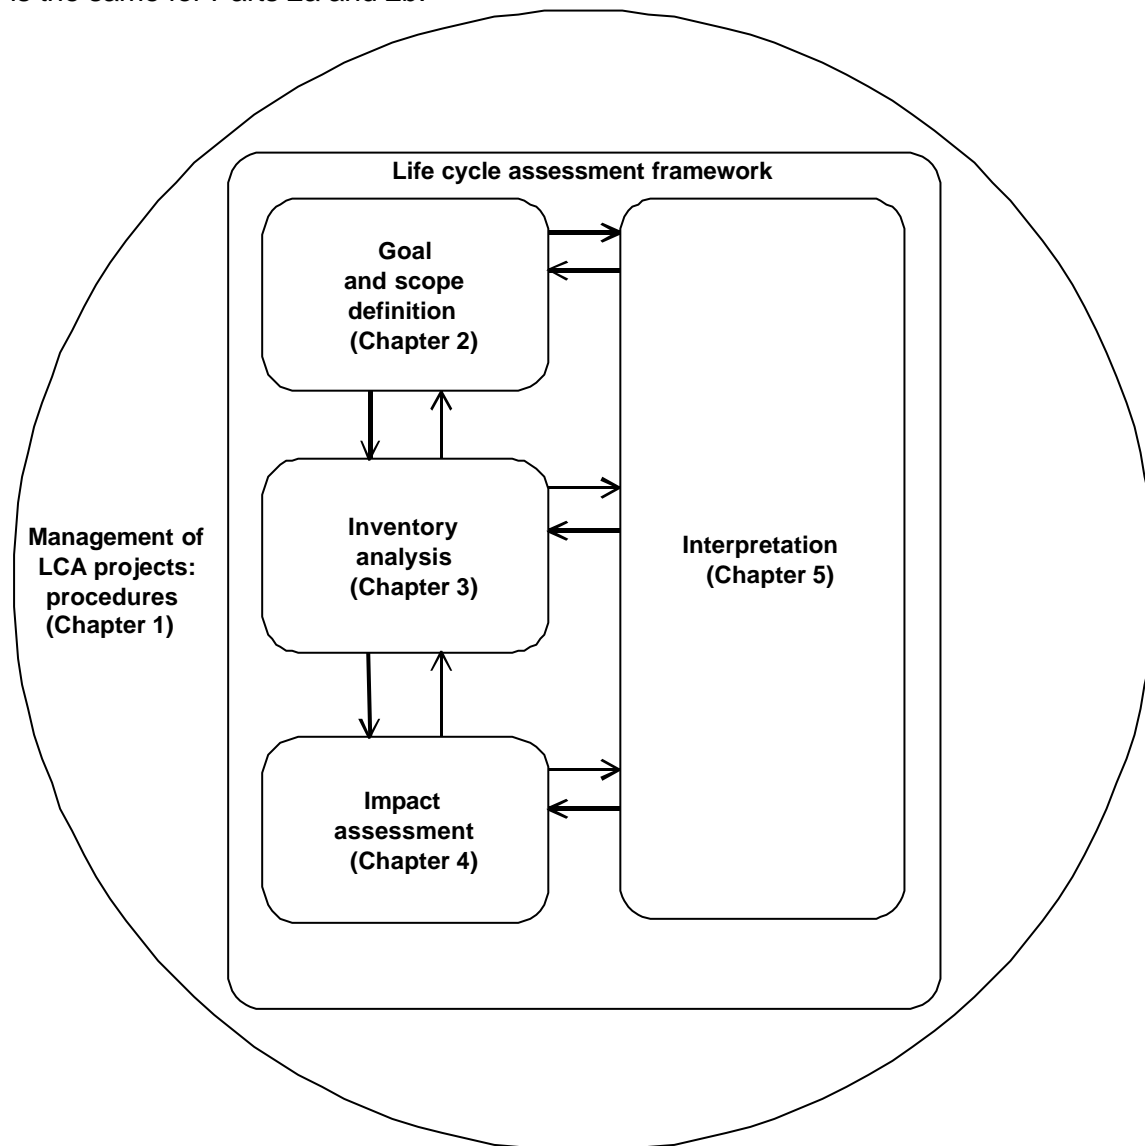 is the same for Parts 2a and 2b.
Life cycle assessment framework
Goal
and scope
definition
(Chapter 2)
Inventory
analysis
(Chapter 3)
Management of
LCA projects:
procedures
(Chapter 1)
Interpretation
(Chapter 5)
Impact
assessment
(Chapter 4)